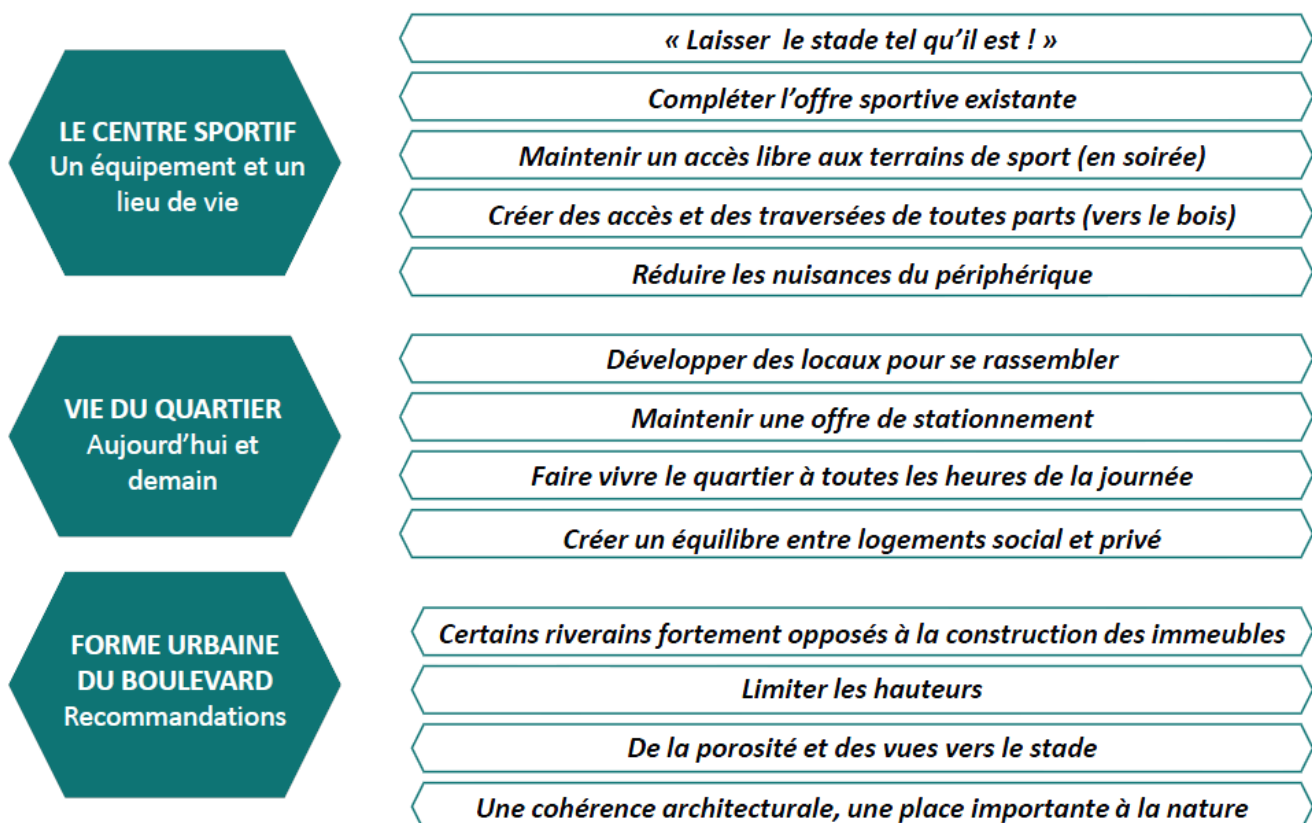 LE CENTRE SPORTIF
Un équipement et un
lieu de vie
« Laisser le stade tel qu’il est ! »
Compléter l’offre sportive existante
Maintenir un accès libre aux terrains de sport (en soirée)
Créer des accès et des traversées de toutes parts (vers le bois)
Réduire les nuisances du périphérique
VIE DU QUARTIER
Aujourd’hui et
demain
Développer des locaux pour se rassembler
Maintenir une offre de stationnement
Faire vivre le quartier à toutes les heures de la journée
Créer un équilibre entre logements social et privé
FORME URBAINE
DU BOULEVARD
Recommandations
Certains riverains fortement opposés à la construction des immeubles
Limiter les hauteurs
De la porosité et des vues vers le stade
Une cohérence architecturale, une place importante à la nature